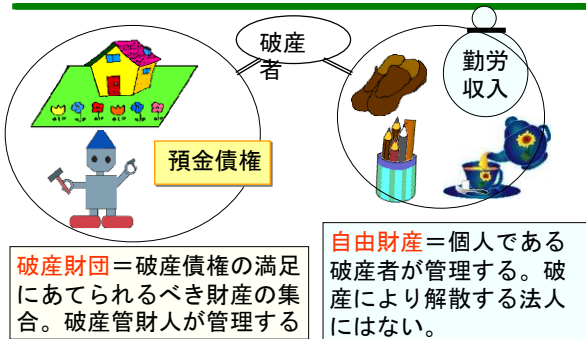 破産
者
勤労
収入
預金債権
破産財団＝破産債権の満足
にあてられるべき財産の集
合。破産管財人が管理する
自由財産＝個人である
破産者が管理する。破
産により解散する法人
にはない。